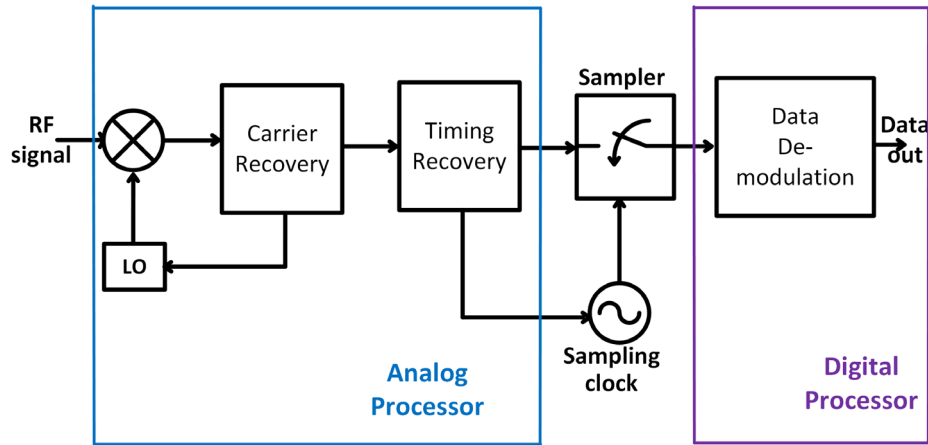 RF
signal
LO
Carrier
Recovery
Timing
Recovery
Sampler
Sampling
clock
Data
De-
modulation
Data
out
Analog
Processor
Digital
Processor